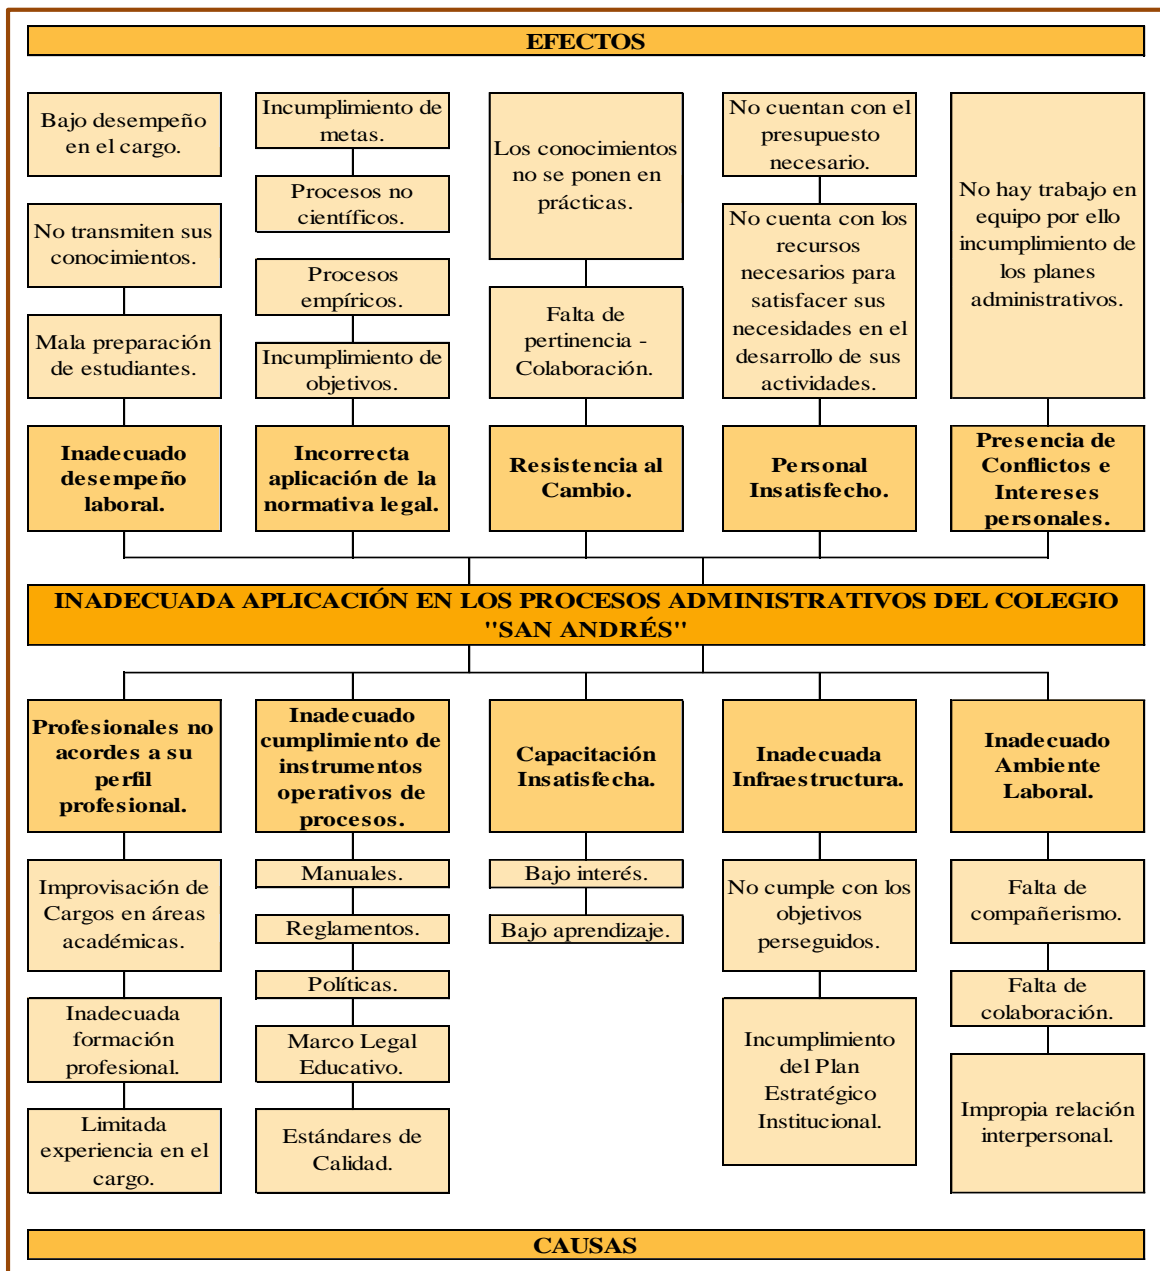 EFECTOS
Bajo desempeño
en el cargo.
No transmiten sus
conocimientos.
Mala preparación
de estudiantes.
Inadecuado
desempeño
laboral.
Incumplimiento de
metas.
Procesos no
científicos.
Procesos
empíricos.
Incumplimiento de
objetivos.
Incorrecta
aplicación de la
normativa legal.
Los conocimientos
no se ponen en
prácticas.
Falta de
pertinencia -
Colaboración.
Resistencia al
Cambio.
No cuentan con el
presupuesto
necesario.
No cuenta con los
recursos
necesarios para
satisfacer sus
necesidades en el
desarrollo de sus
actividades.
Personal
Insatisfecho.
No hay trabajo en
equipo por ello
incumplimiento de
los planes
administrativos.
Presencia de
Conflictos e
Intereses
personales.
INADECUADA APLICACIÓN EN LOS PROCESOS ADMINISTRATIVOS DEL COLEGIO
"SAN ANDRÉS"
Profesionales no
acordes a su
perfil
profesional.
Improvisación de
Cargos en áreas
académicas.
Inadecuada
formación
profesional.
Limitada
experiencia en el
cargo.
Inadecuado
cumplimiento de
instrumentos
operativos de
procesos.
Manuales.
Reglamentos.
Políticas.
Marco Legal
Educativo.
Estándares de
Calidad.
Capacitación
Insatisfecha.
Bajo interés.
Bajo aprendizaje.
Inadecuada
Infraestructura.
No cumple con los
objetivos
perseguidos.
Incumplimiento
del Plan
Estratégico
Institucional.
Inadecuado
Ambiente
Laboral.
Falta de
compañerismo.
Falta de
colaboración.
Impropia relación
interpersonal.
CAUSAS